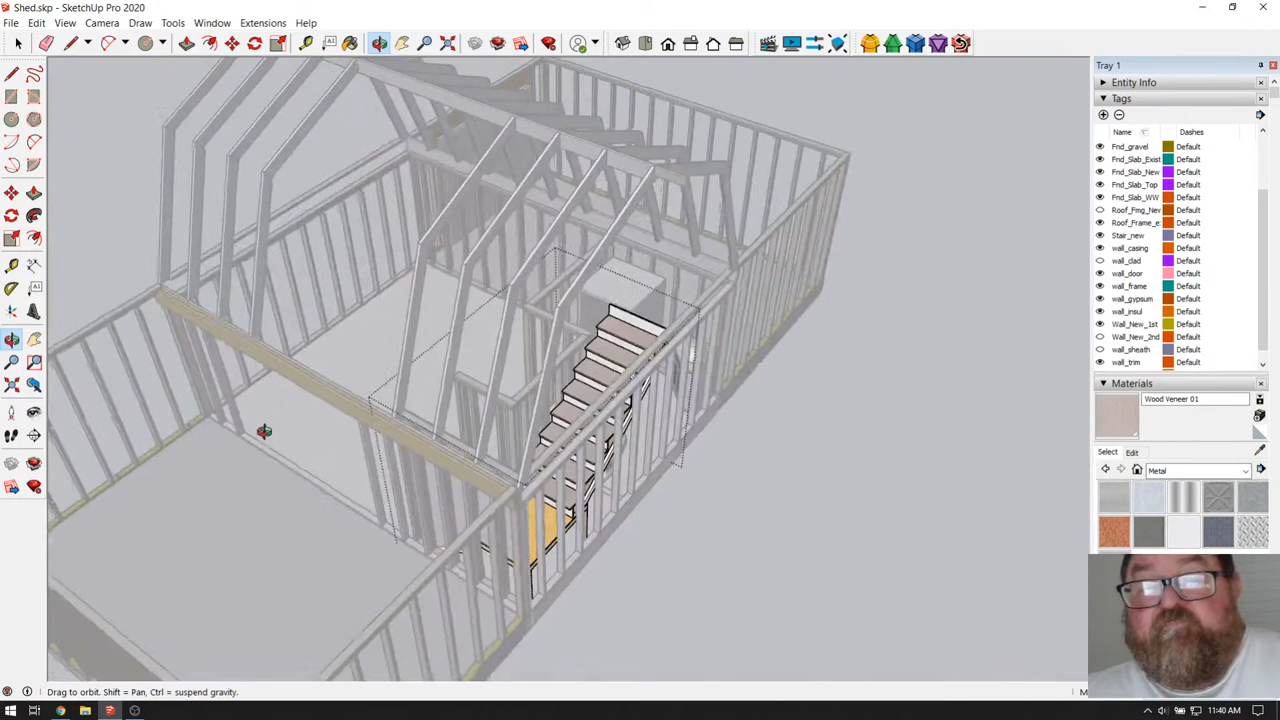 Shed.skp - SketchUp Pro 2020
File Edit View Camera Draw Tools Window Extensions Help
Tray 1
Entity Info
Tags
Name Dashes
Fnd_gravel Default
Fnd_Slab_Exist Default
Fnd_Slab_New Default
Fnd_Slab_Top Default
Fnd_Slab_WW Default
Roof_Fmg_New Default
Roof_Frame_e Default
Stair_new Default
wall_casing Default
wall_clad Default
wall_door Default
wall_frame Default
wall_gypsum Default
wall_insul Default
Wall_New_1st Default
Wall_New_2nd Default
wall_sheath Default
wall_trim Default
Materials
Wood Veneer 01
Select Edit
Metal
Drag to orbit. Shift = Pan, Ctrl = suspend gravity.
M
11:40 AM